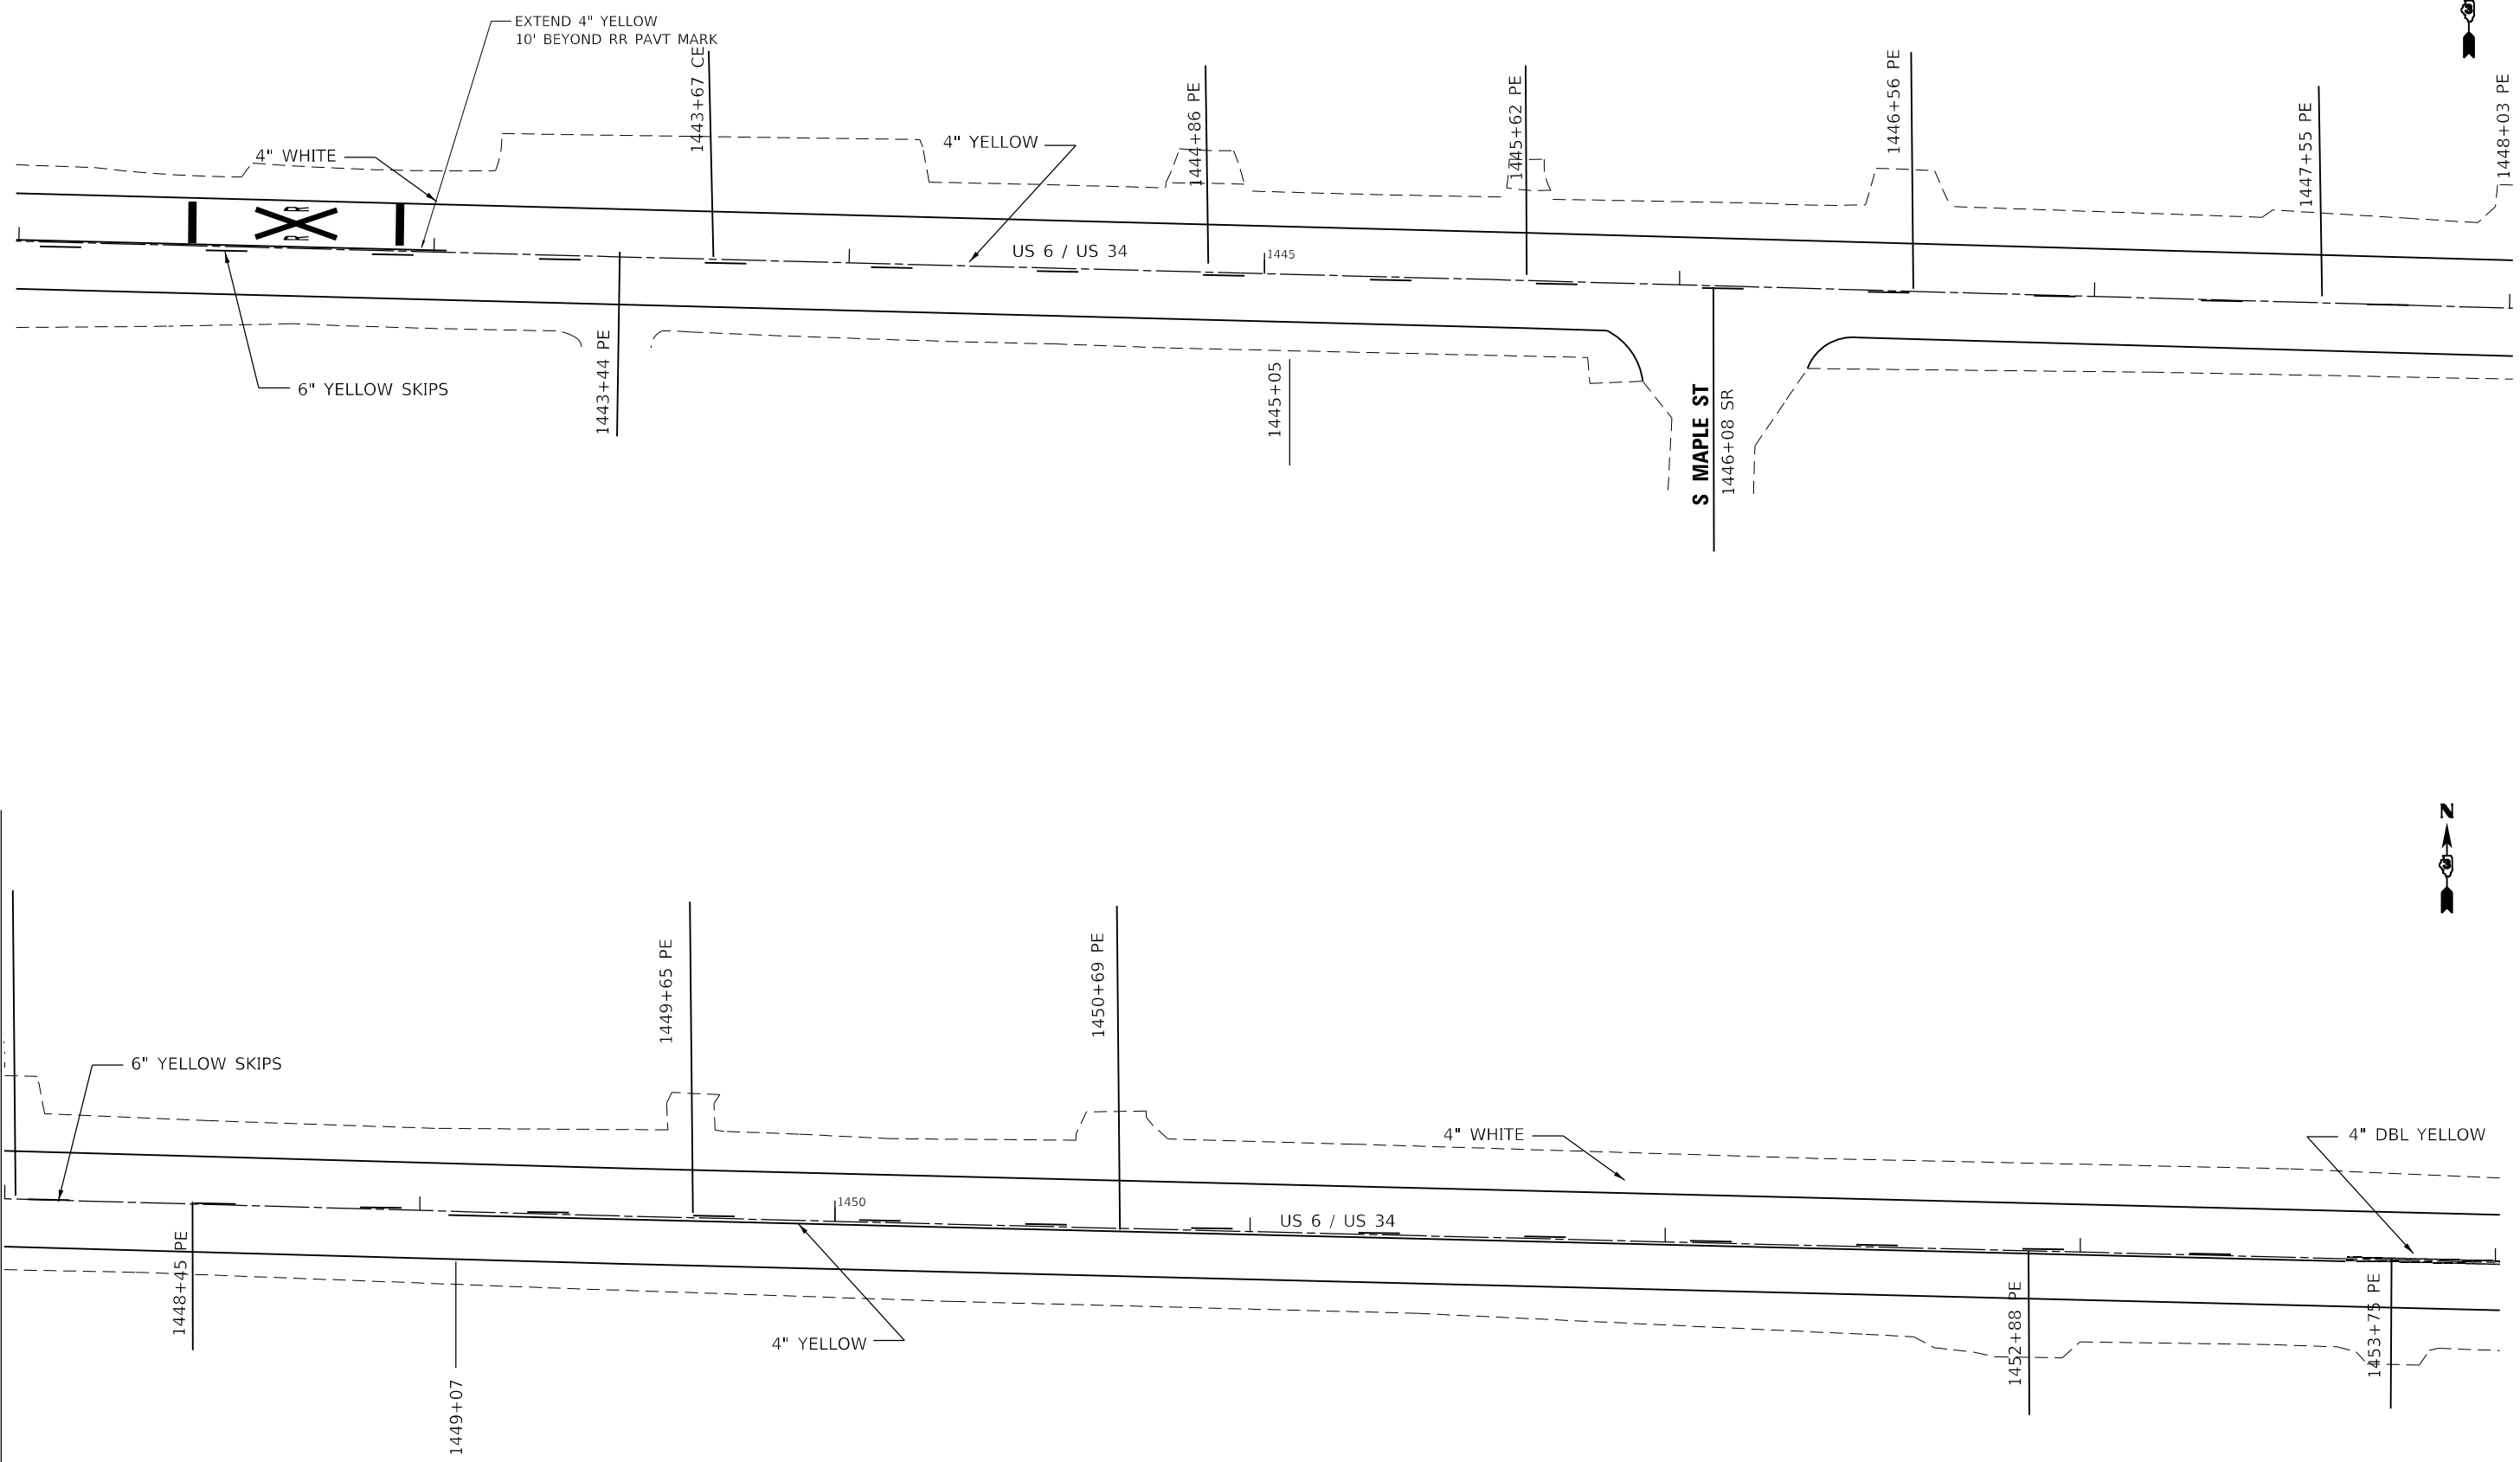 EXTEND 4" YELLOW
10' BEYOND RR PAVT MARK
1443+67 CE
1444+86 PE
1445+62 PE
1446+56 PE
1447+55 PE
1448+03 PE
4" WHITE
4" YELLOW
R
R
US 6 / US 34
1445
6" YELLOW SKIPS
1443+44 PE
1445+05
S MAPLE ST
1446+08 SR
N
1449+65 PE
1450+69 PE
6" YELLOW SKIPS
4" WHITE
4" DBL YELLOW
1450
US 6 / US 34
1448+45 PE
4" YELLOW
1449+07
1452+88 PE
1453+75 PE